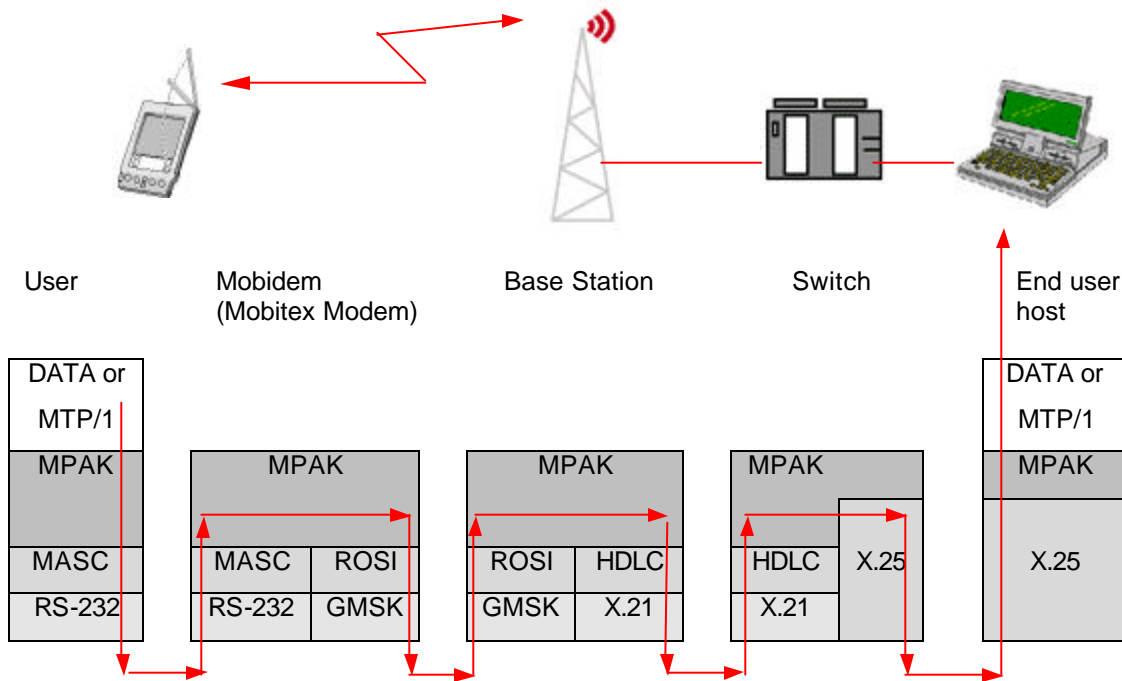 User Mobidem Base Station Switch End user
(Mobitex Modem) host
DATA or DATA or
MTP/1 MTP/1
MPAK MPAK MPAK MPAK MPAK
MASC MASC ROSI ROSI HDLC HDLC X.25 X.25
RS-232 RS-232 GMSK GMSK X.21 X.21